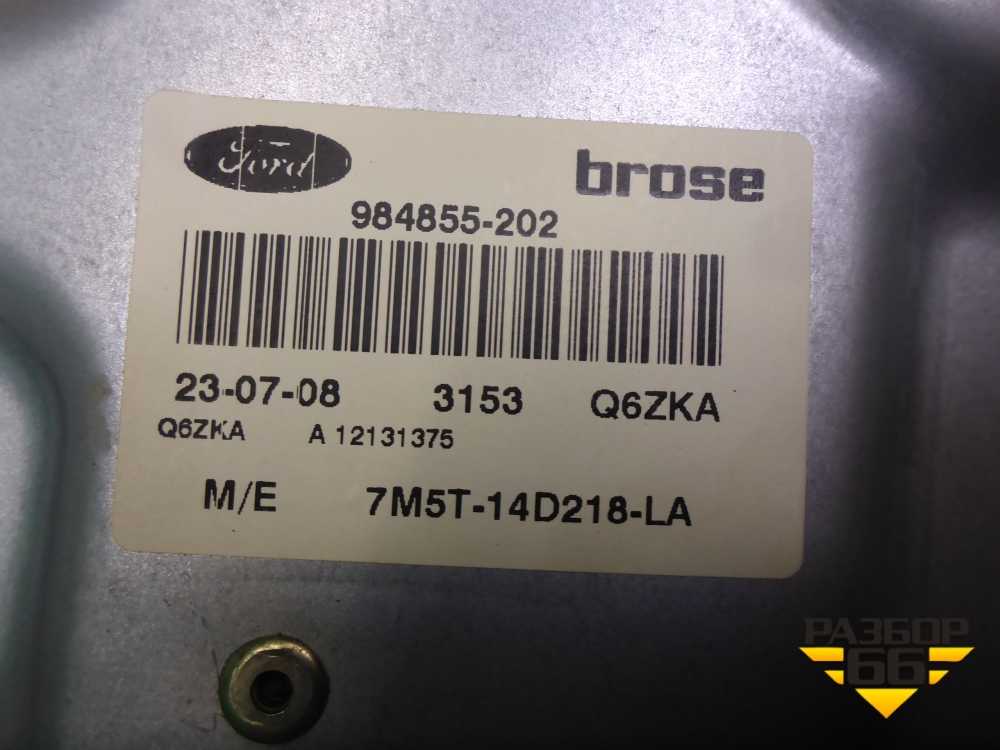 Ford brose
984855-202
23-07-08 3153 Q6ZKA
Q6ZKA A 12131375
M/E 7M5T-14D218-LA
РАЗБОР
66